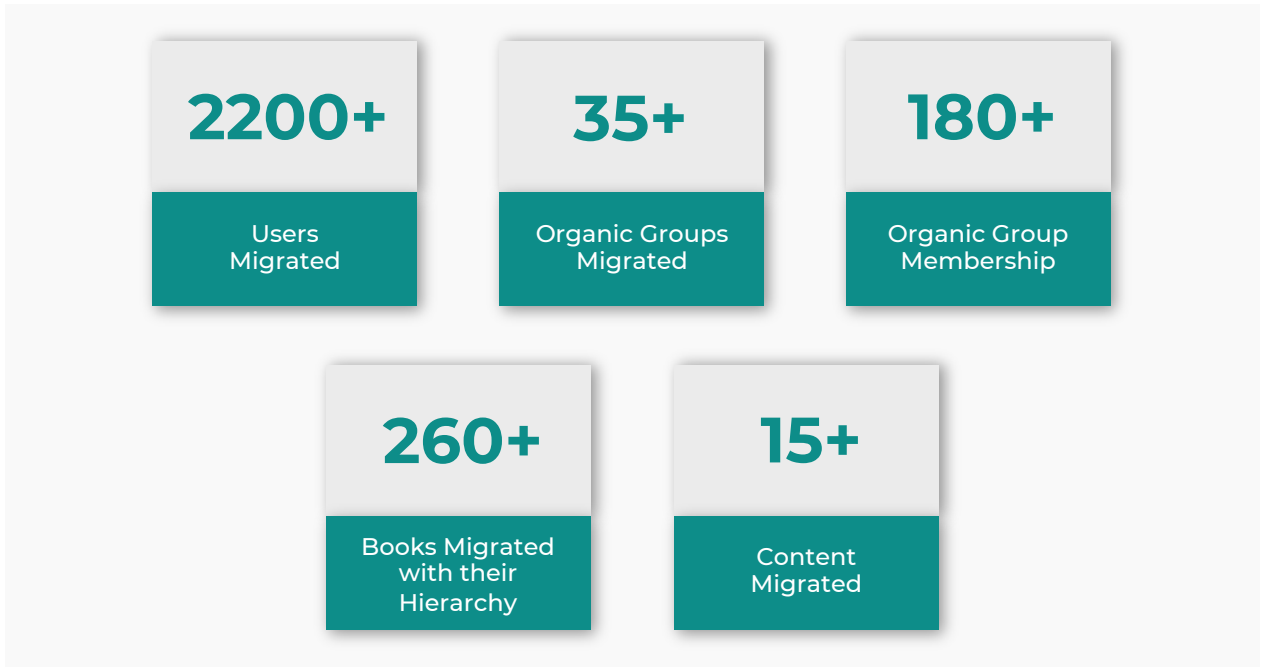 2200+
Users
Migrated
35+
Organic Groups
Migrated
180+
Organic Group
Membership
260+
Books Migrated
with their
Hierarchy
15+
Content
Migrated